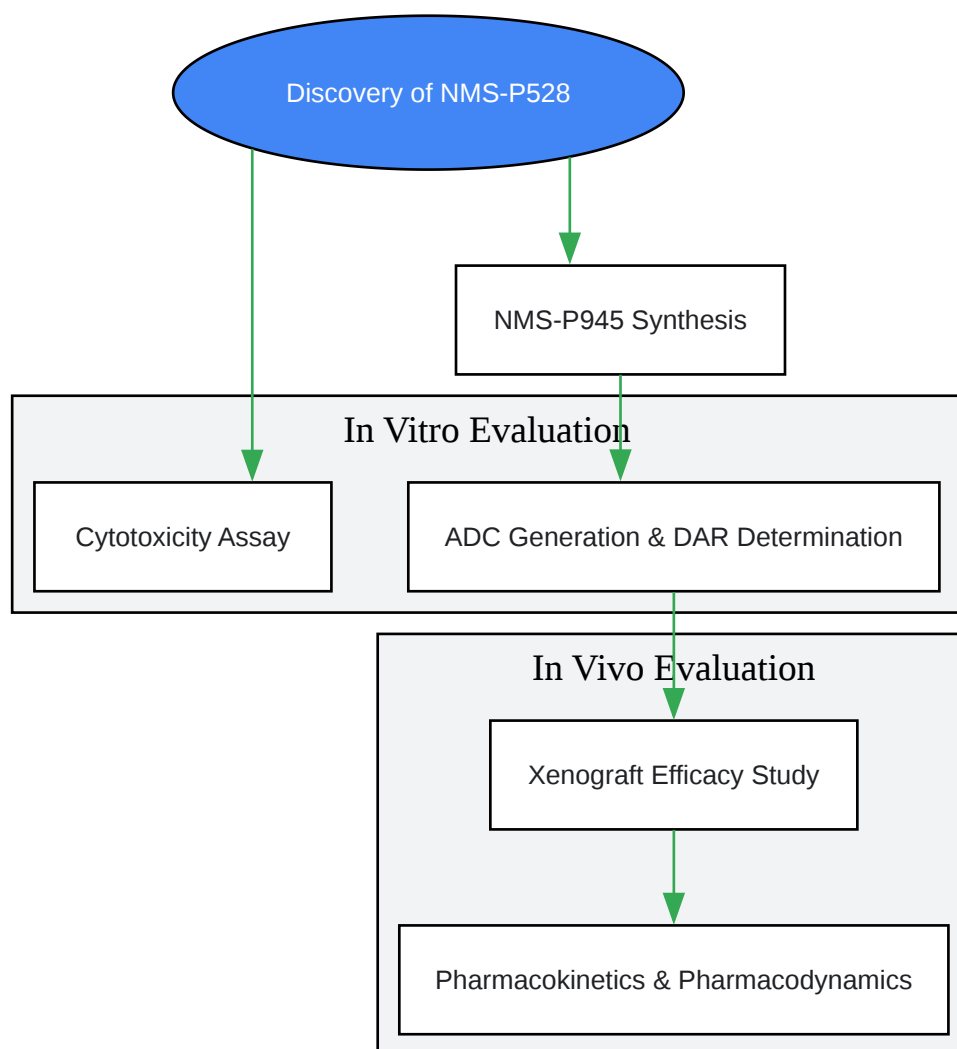 Discovery of NMS-P528
NMS-P945 Synthesis
In Vitro Evaluation
Cytotoxicity Assay
ADC Generation & DAR Determination
In Vivo Evaluation
Xenograft Efficacy Study
Pharmacokinetics & Pharmacodynamics